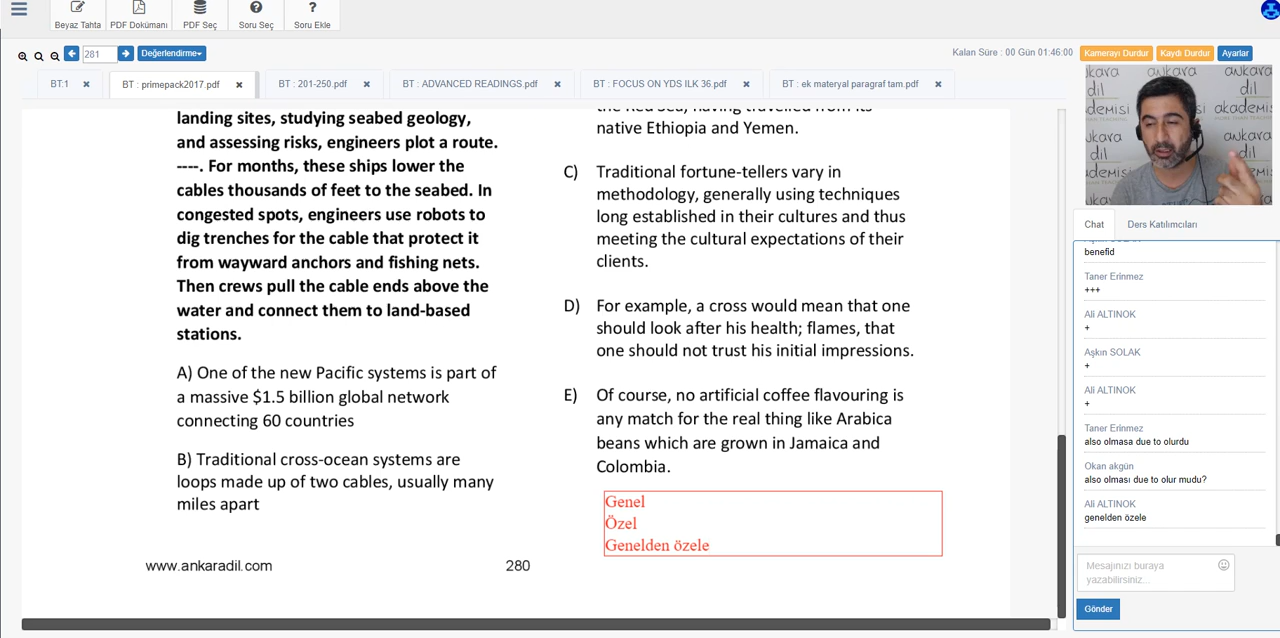 Beyaz Tahta
PDF Dokümanı
PDF Seç
Soru Seç
Soru Ekle
281
Değerlendirme
Kalan Süre : 00 Gün 01:46:00
Kamerayı Durdur
Kaydı Durdur
Ayarlar
BT:1
BT : primepack2017.pdf
BT : 201-250.pdf
BT : ADVANCED READINGS.pdf
BT : FOCUS ON YDS ILK 36.pdf
BT : ek materyal paragraf tam.pdf
landing sites, studying seabed geology,
and assessing risks, engineers plot a route.
----. For months, these ships lower the
cables thousands of feet to the seabed. In
congested spots, engineers use robots to
dig trenches for the cable that protect it
from wayward anchors and fishing nets.
Then crews pull the cable ends above the
water and connect them to land-based
stations.
A) One of the new Pacific systems is part of
a massive $1.5 billion global network
connecting 60 countries
B) Traditional cross-ocean systems are
loops made up of two cables, usually many
miles apart
www.ankaradil.com
280
the Red Sea, having travelled from its
native Ethiopia and Yemen.
C) Traditional fortune-tellers vary in
methodology, generally using techniques
long established in their cultures and thus
meeting the cultural expectations of their
clients.
D) For example, a cross would mean that one
should look after his health; flames, that
one should not trust his initial impressions.
E) Of course, no artificial coffee flavouring is
any match for the real thing like Arabica
beans which are grown in Jamaica and
Colombia.
Genel
Özel
Genelden özele
ankara
dil
akademisi
Chat
Ders Katılımcıları
Aşkın SOLAK
benefid
Taner Erinmez
+++
Ali ALTINOK
+
Aşkın SOLAK
+
Ali ALTINOK
+
Taner Erinmez
also olmasa due to olurdu
Okan akgün
also olması due to olur mudu?
Ali ALTINOK
genelden özele
Mesajınızı buraya
yazabilirsiniz...
Gönder